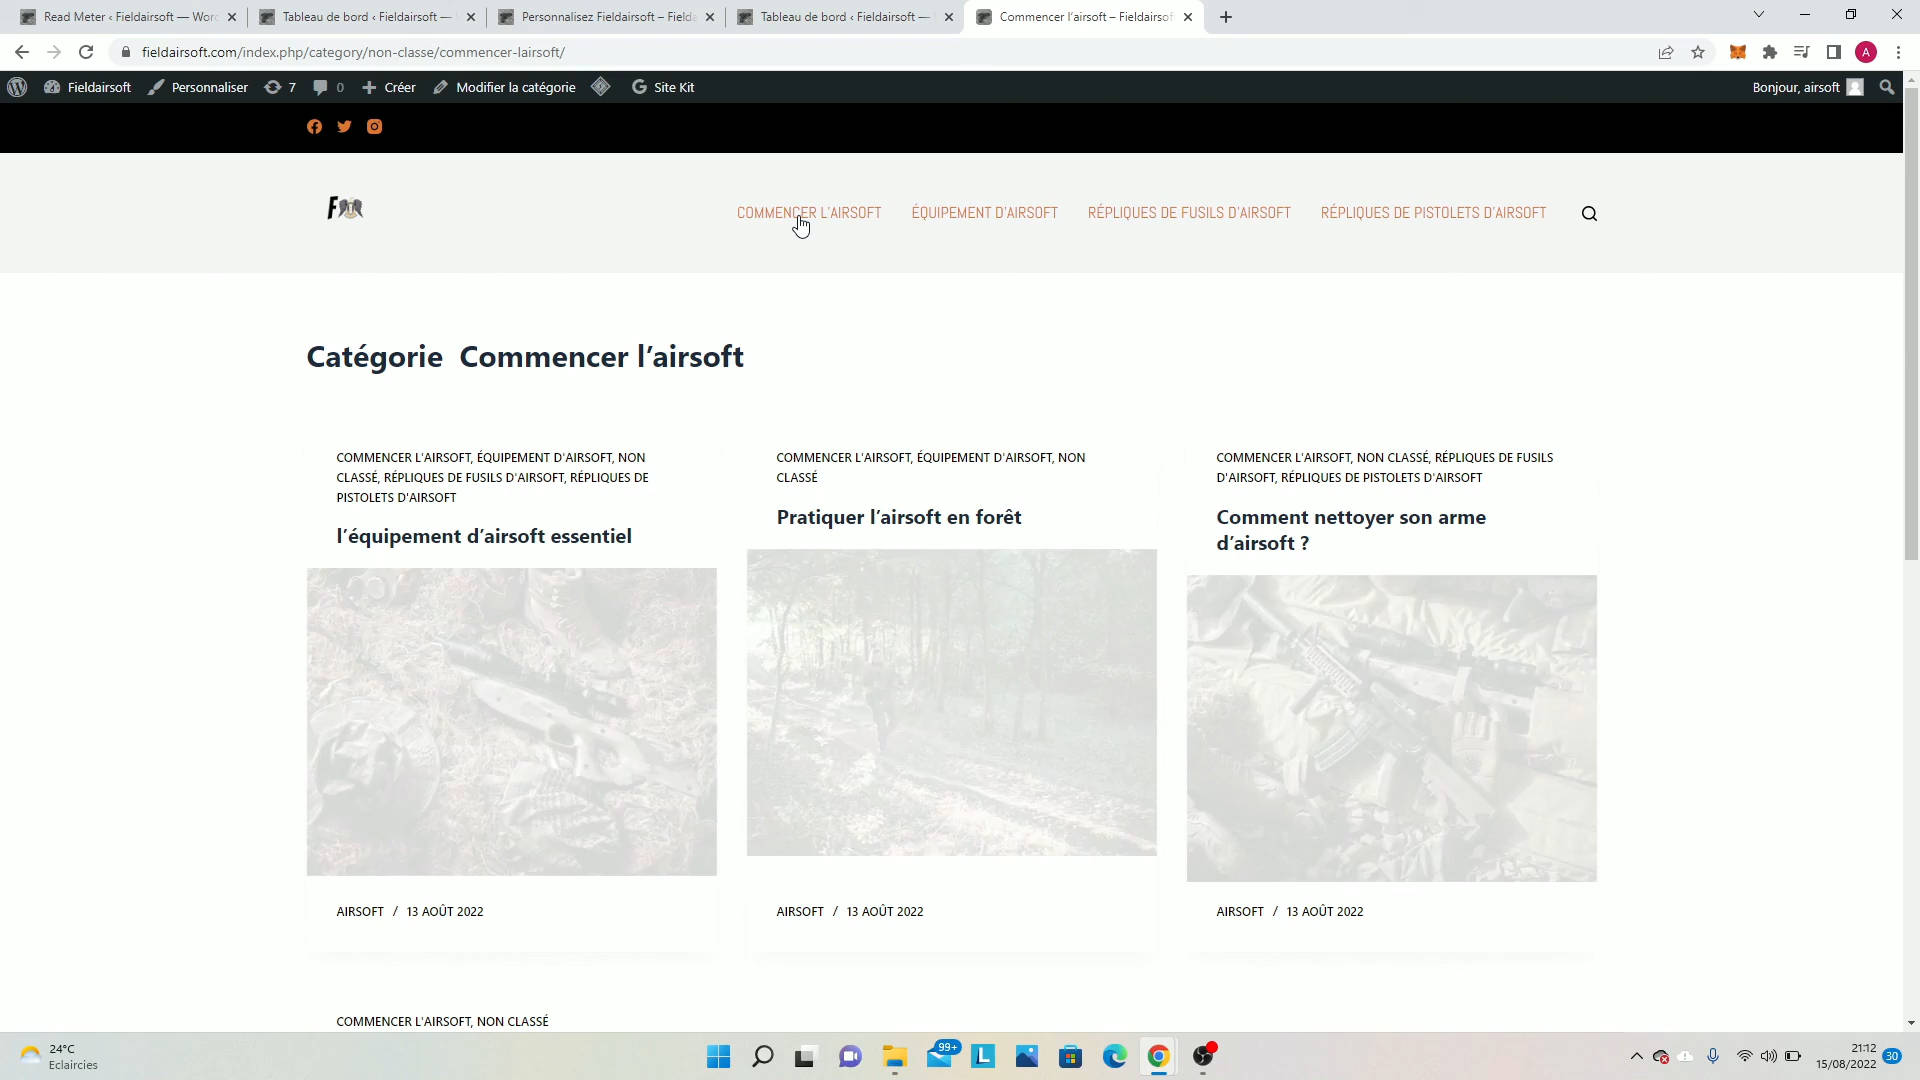 Read Meter ‹ Fieldairsoft — Word
Tableau de bord ‹ Fieldairsoft —
Personnalisez Fieldairsoft – Fielda
Tableau de bord ‹ Fieldairsoft —
Commencer l'airsoft – Fieldairsof
fieldairsoft.com/index.php/category/non-classe/commencer-lairsoft/
A
Fieldairsoft
Personnaliser
7
0
Créer
Modifier la catégorie
G Site Kit
Bonjour, airsoft
F
COMMENCER L'AIRSOFT
ÉQUIPEMENT D'AIRSOFT
RÉPLIQUES DE FUSILS D'AIRSOFT
RÉPLIQUES DE PISTOLETS D'AIRSOFT
Catégorie Commencer l’airsoft
COMMENCER L'AIRSOFT, ÉQUIPEMENT D'AIRSOFT, NON
CLASSÉ, RÉPLIQUES DE FUSILS D'AIRSOFT, RÉPLIQUES DE
PISTOLETS D'AIRSOFT
l’équipement d’airsoft essentiel
AIRSOFT / 13 AOÛT 2022
COMMENCER L'AIRSOFT, ÉQUIPEMENT D'AIRSOFT, NON
CLASSÉ
Pratiquer l’airsoft en forêt
AIRSOFT / 13 AOÛT 2022
COMMENCER L'AIRSOFT, NON CLASSÉ, RÉPLIQUES DE FUSILS
D'AIRSOFT, RÉPLIQUES DE PISTOLETS D'AIRSOFT
Comment nettoyer son arme
d’airsoft ?
AIRSOFT / 13 AOÛT 2022
COMMENCER L'AIRSOFT, NON CLASSÉ
24°C
Eclaircies
99+
L
21:12
15/08/2022
30